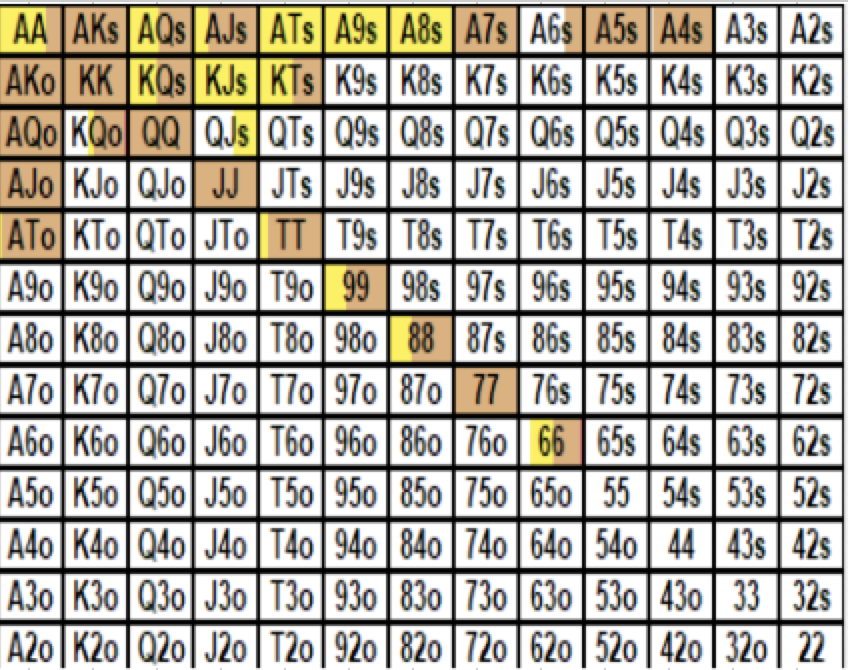 AA AKs AQs AJs ATs A9s A8s A7s A6s A5s A4s A3s A2s
AKo KK KQs KJs KTs K9s K8s K7s K6s K5s K4s K3s K2s
AQo KQo QQ QJs QTs Q9s Q8s Q7s Q6s Q5s Q4s Q3s Q2s
AJo KJo QJo JJ JTs J9s J8s J7s J6s J5s J4s J3s J2s
ATo KTo QTo JTo TT T9s T8s T7s T6s T5s T4s T3s T2s
A9o K9o Q9o J9o T9o 99 98s 97s 96s 95s 94s 93s 92s
A8o K8o Q8o J8o T8o 98o 88 87s 86s 85s 84s 83s 82s
A7o K7o Q7o J7o T7o 97o 87o 77 76s 75s 74s 73s 72s
A6o K6o Q6o J6o T6o 96o 86o 76o 66 65s 64s 63s 62s
A5o K5o Q5o J5o T5o 95o 85o 75o 65o 55 54s 53s 52s
A4o K4o Q4o J4o T4o 94o 84o 74o 64o 54o 44 43s 42s
A3o K3o Q3o J3o T3o 93o 83o 73o 63o 53o 43o 33 32s
A2o K2o Q2o J2o T2o 92o 82o 72o 62o 52o 42o 32o 22